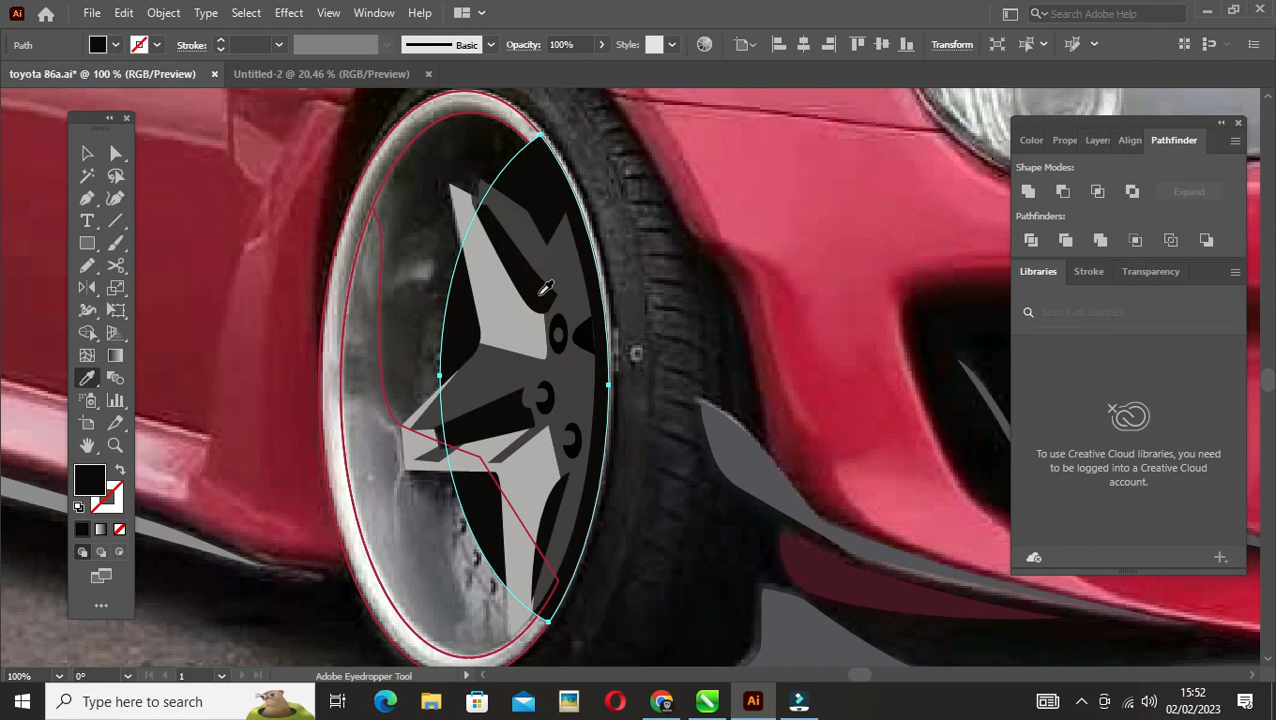 Ai File Edit Object Type Select Effect View Window Help Search Adobe Help
Path Stroke: Basic Opacity: 100% Style: Transform
toyota 86a.ai* @ 100 % (RGB/Preview) Untitled-2 @ 20,46 % (RGB/Preview)
Color Prope Layers Align Pathfinder
Shape Modes:
Expand
Pathfinders:
Libraries Stroke Transparency
To use Creative Cloud libraries, you need
to be logged into a Creative Cloud
account.
100% 0° 1 Adobe Eyedropper Tool
Type here to search Ai 15:52
02/02/2023